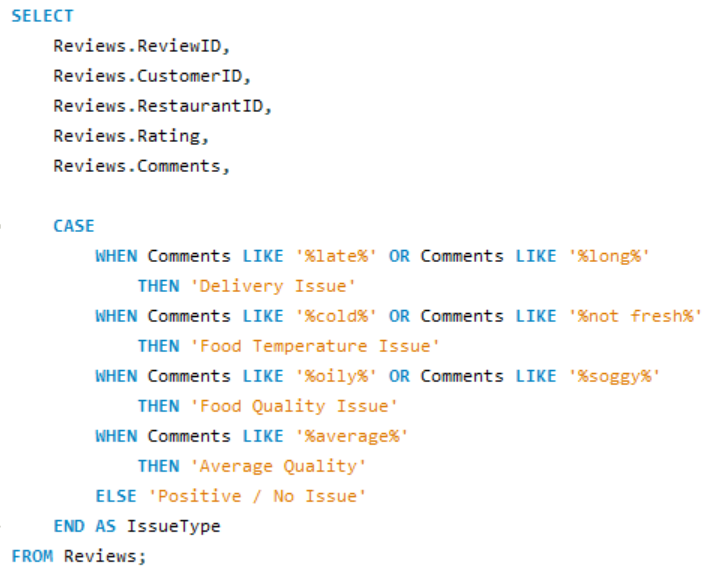 SELECT
Reviews.ReviewID,
Reviews.CustomerID,
Reviews.RestaurantID,
Reviews.Rating,
Reviews.Comments,
CASE
WHEN Comments LIKE '%late%' OR Comments LIKE '%long%'
THEN 'Delivery Issue'
WHEN Comments LIKE '%cold%' OR Comments LIKE '%not fresh%'
THEN 'Food Temperature Issue'
WHEN Comments LIKE '%oily%' OR Comments LIKE '%soggy%'
THEN 'Food Quality Issue'
WHEN Comments LIKE '%average%'
THEN 'Average Quality'
ELSE 'Positive / No Issue'
END AS IssueType
FROM Reviews;